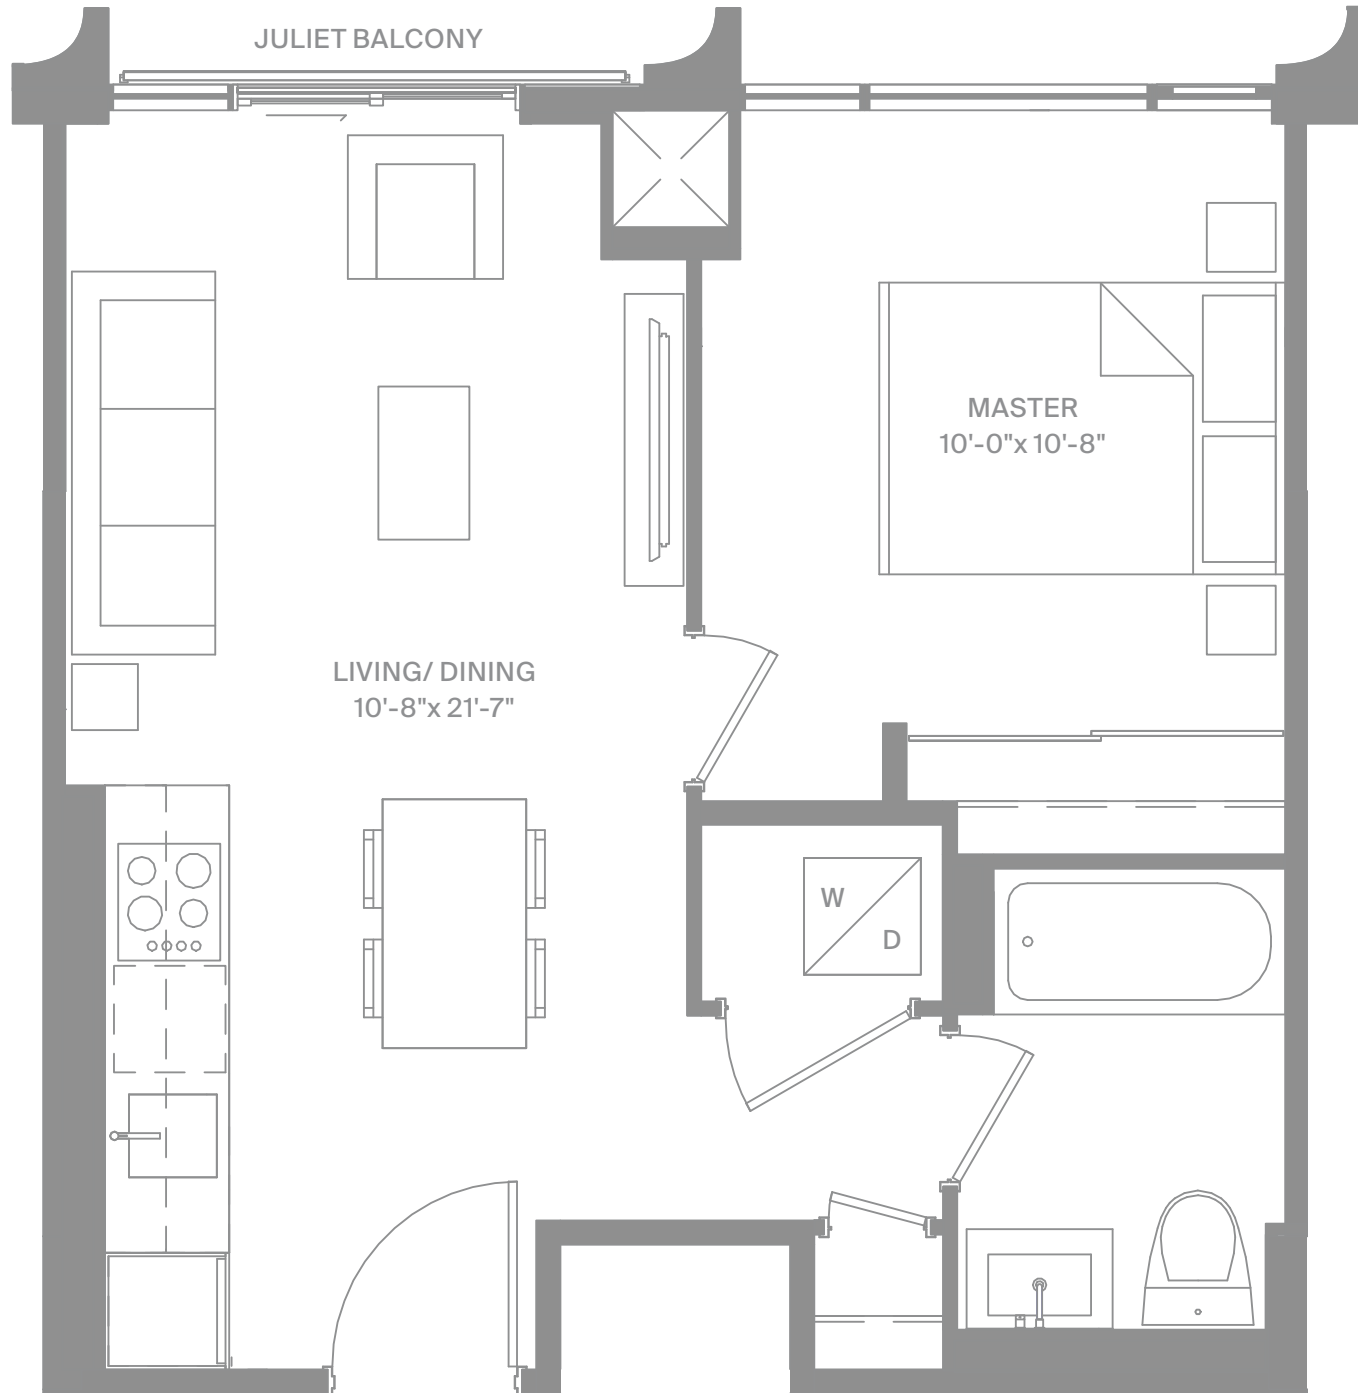 JULIET BALCONY
MASTER
10'-0"x 10'-8"
LIVING/ DINING
10'-8"x 21'-7"
W
D